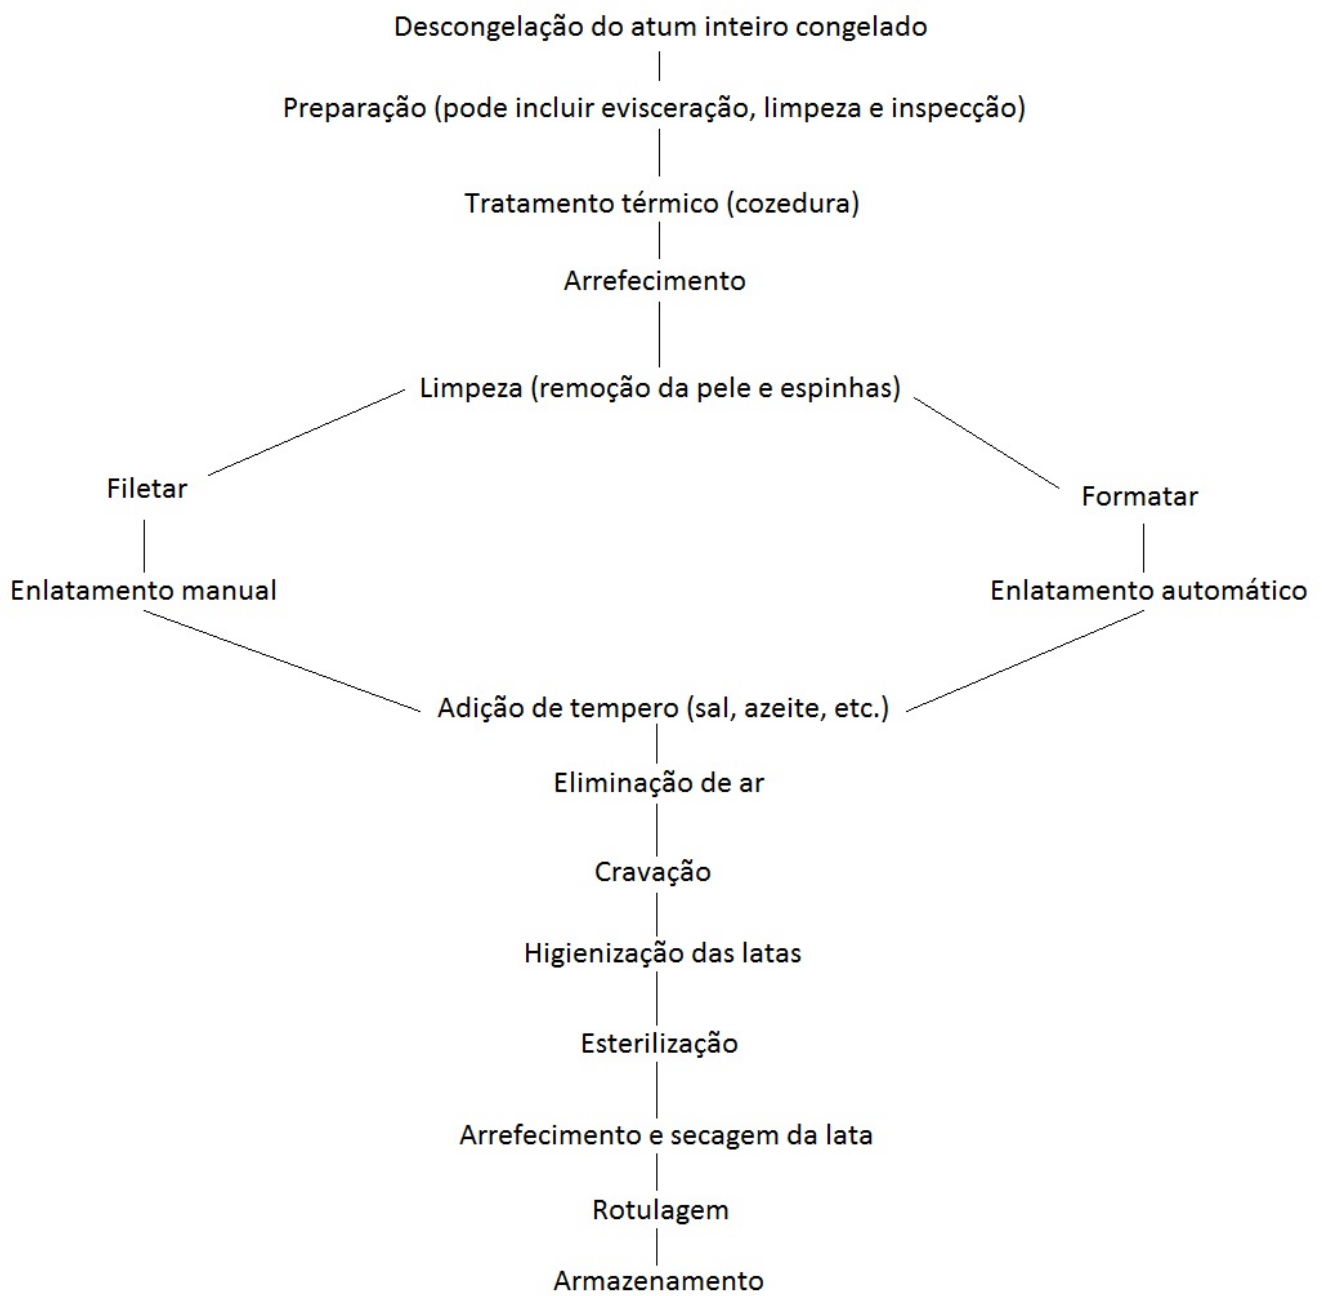 Descongelação do atum inteiro congelado
Preparação (pode incluir evisceração, limpeza e inspecção)
Tratamento térmico (cozedura)
Arrefecimento
Limpeza (remoção da pele e espinhas)
Filetar
Formatar
Enlatamento manual
Enlatamento automático
Adição de tempero (sal, azeite, etc.)
Eliminação de ar
Cravação
Higienização das latas
Esterilização
Arrefecimento e secagem da lata
Rotulagem
Armazenamento